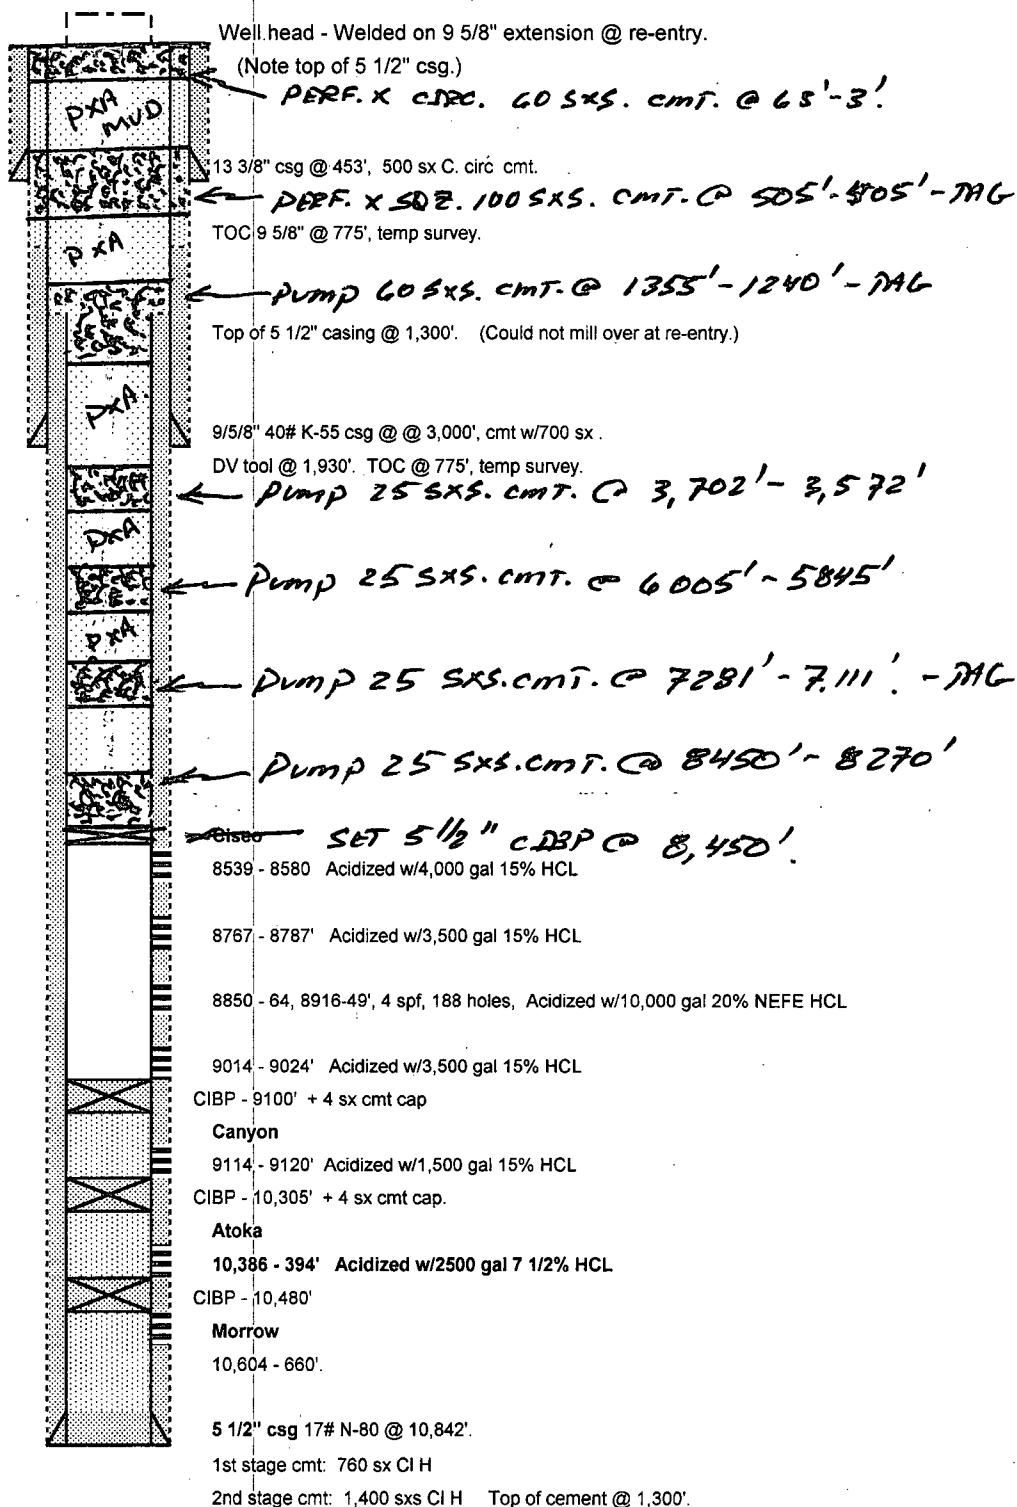 Well head - Welded on 9 5/8" extension @ re-entry.
(Note top of 5 1/2" csg.)
PERF. X CIRC. 60 SXS. CMT. @ 63'-3'.
PXA MUD
13 3/8" csg @ 453', 500 sx C. circ cmt.
PERF. X SQZ. 100 SXS. CMT. @ 505'-405'-TAG
TOC 9 5/8" @ 775', temp survey.
PXA
Pump 60 SXS. CMT. @ 1355'-1240'-TAG
Top of 5 1/2" casing @ 1,300'. (Could not mill over at re-entry.)
PXA
9/5/8" 40# K-55 csg @ @ 3,000', cmt w/700 sx .
DV tool @ 1,930'. TOC @ 775', temp survey.
Pump 25 SXS. CMT. @ 3,702'-3,572'
PXA
Pump 25 SXS. CMT. @ 6005'-5845'
PXA
Pump 25 SXS. CMT. @ 7281'-7,111'. -TAG
Pump 25 SXS. CMT. @ 8450'-8270'
Cisco SET 5 1/2" CIBP @ 8,450'.
8539 - 8580 Acidized w/4,000 gal 15% HCL
8767 - 8787' Acidized w/3,500 gal 15% HCL
8850 - 64, 8916-49', 4 spf, 188 holes, Acidized w/10,000 gal 20% NEFE HCL
9014 - 9024' Acidized w/3,500 gal 15% HCL
CIBP - 9100' + 4 sx cmt cap
Canyon
9114 - 9120' Acidized w/1,500 gal 15% HCL
CIBP - 10,305' + 4 sx cmt cap.
Atoka
10,386 - 394' Acidized w/2500 gal 7 1/2% HCL
CIBP - 10,480'
Morrow
10,604 - 660'.
5 1/2" csg 17# N-80 @ 10,842'.
1st stage cmt: 760 sx Cl H
2nd stage cmt: 1,400 sxs Cl H Top of cement @ 1,300'.